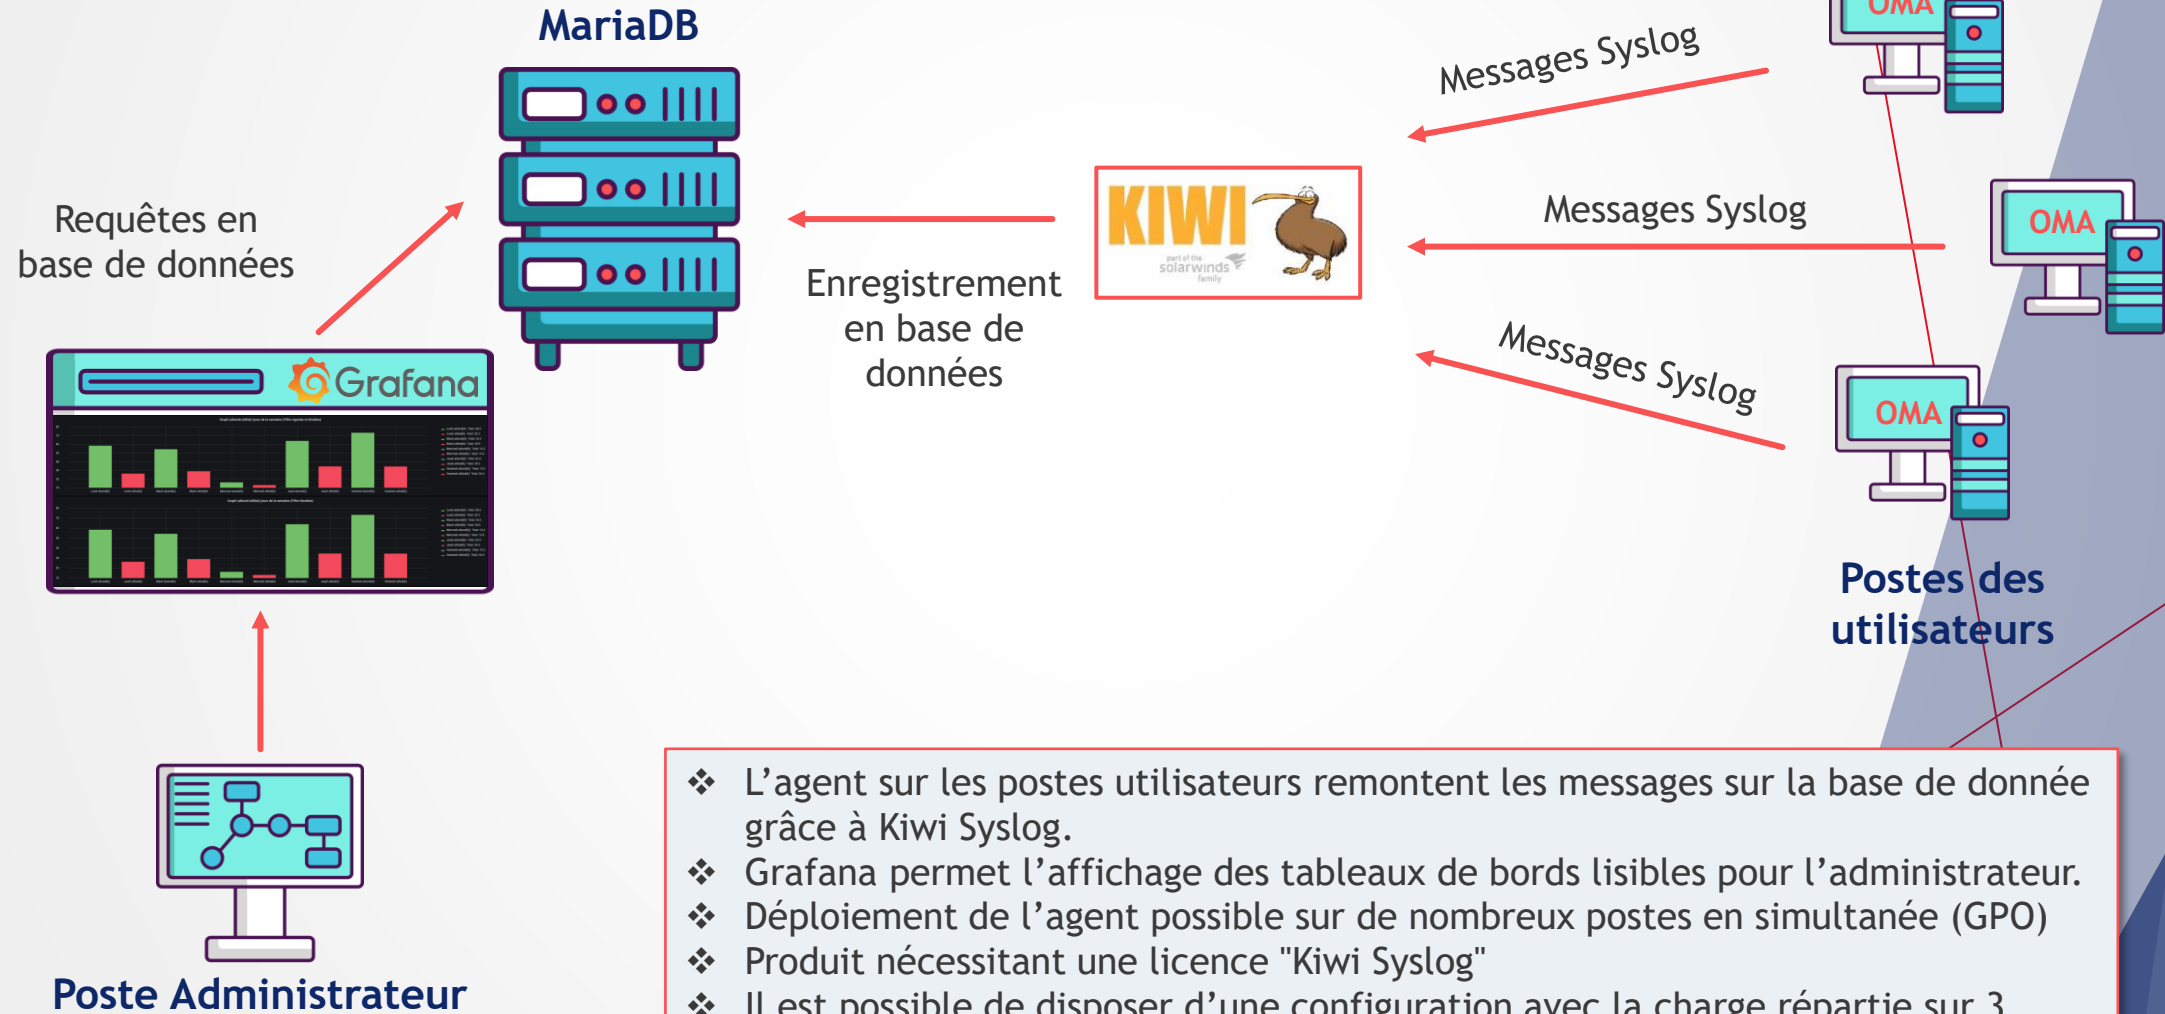 MariaDB
OMA
Messages Syslog
Requêtes en
base de données
KIWI
part of the
solarwinds
family
Messages Syslog
OMA
Enregistrement
en base de
données
Messages Syslog
Grafana
OMA
Postes des
utilisateurs
L’agent sur les postes utilisateurs remontent les messages sur la base de donnée
grâce à Kiwi Syslog.
Grafana permet l’affichage des tableaux de bords lisibles pour l’administrateur.
Déploiement de l’agent possible sur de nombreux postes en simultanée (GPO)
Produit nécessitant une licence "Kiwi Syslog"
Il est possible de disposer d’une configuration avec la charge répartie sur 3
Poste Administrateur